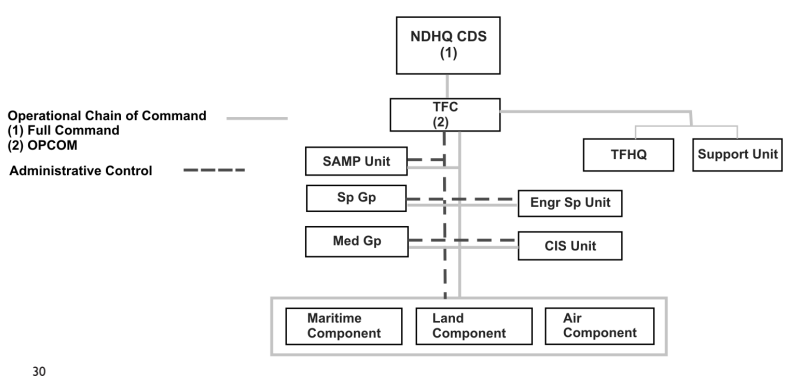 NDHQ CDS
(1)
Operational Chain of Command
(1) Full Command
(2) OPCOM
Administrative Control
TFC
(2)
TFHQ
Support Unit
SAMP Unit
Sp Gp
Engr Sp Unit
Med Gp
CIS Unit
Maritime
Component
Land
Component
Air
Component
30